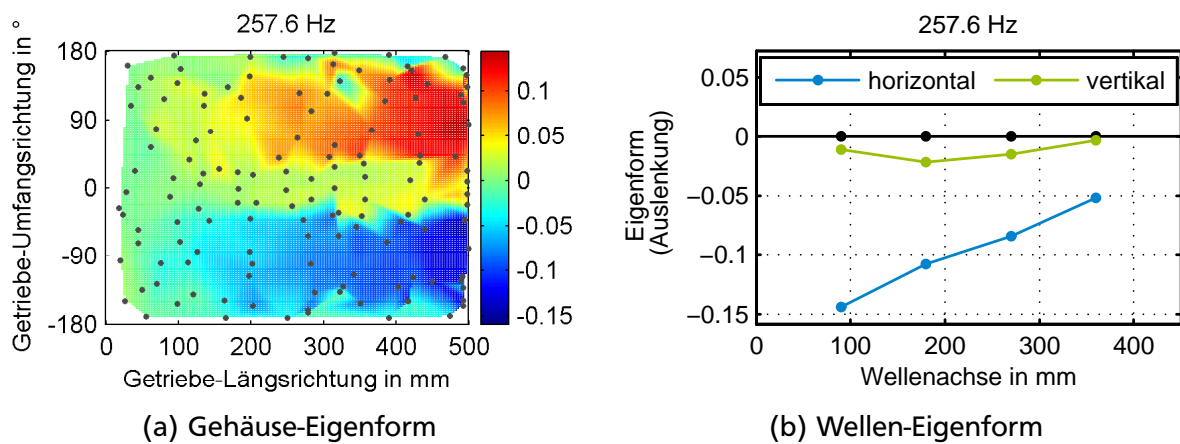 257.6 Hz
Getriebe-Umfangsrichtung in °
180
90
0
-90
-180
0 100 200 300 400 500
Getriebe-Längsrichtung in mm
0.1
0.05
0
-0.05
-0.1
-0.15
(a) Gehäuse-Eigenform
257.6 Hz
Eigenform
(Auslenkung)
horizontal vertikal
0.05
0
−0.05
−0.1
−0.15
0 100 200 300 400
Wellenachse in mm
(b) Wellen-Eigenform